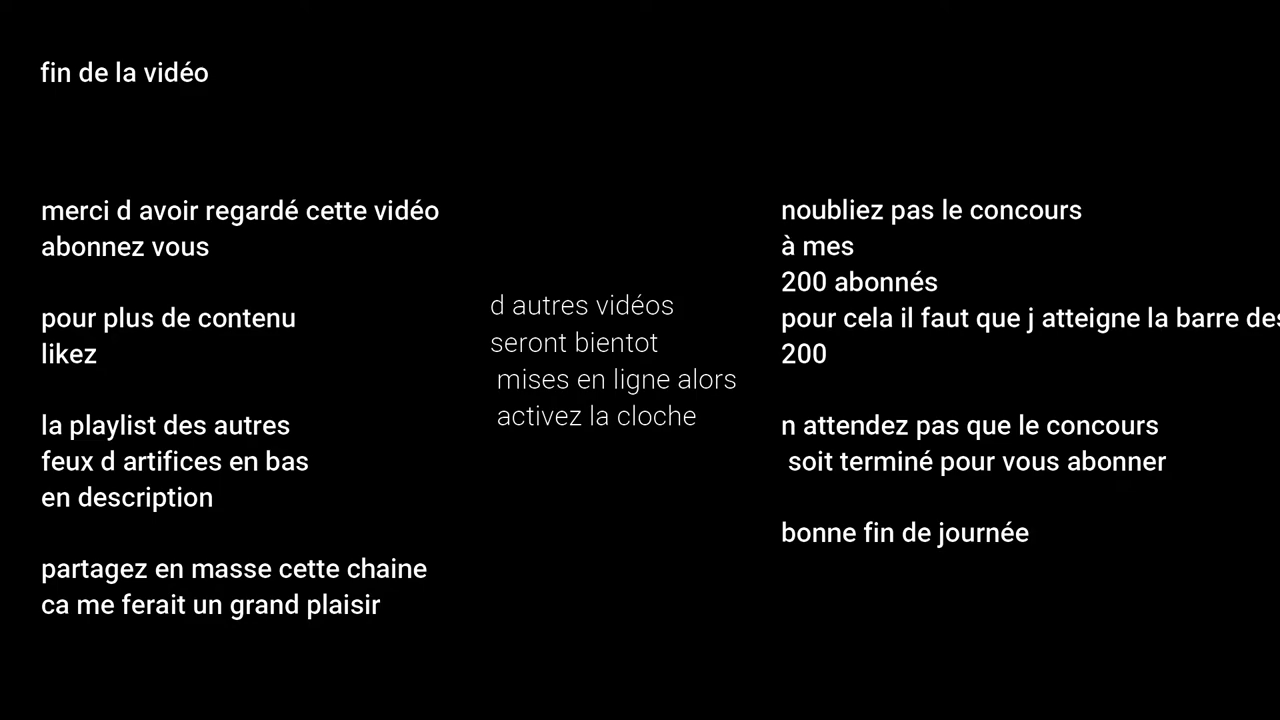 fin de la vidéo
merci d avoir regardé cette vidéo
abonnez vous
pour plus de contenu
likez
la playlist des autres
feux d artifices en bas
en description
partagez en masse cette chaine
ca me ferait un grand plaisir
d autres vidéos
seront bientot
mises en ligne alors
activez la cloche
noubliez pas le concours
à mes
200 abonnés
pour cela il faut que j atteigne la barre des
200
n attendez pas que le concours
soit terminé pour vous abonner
bonne fin de journée